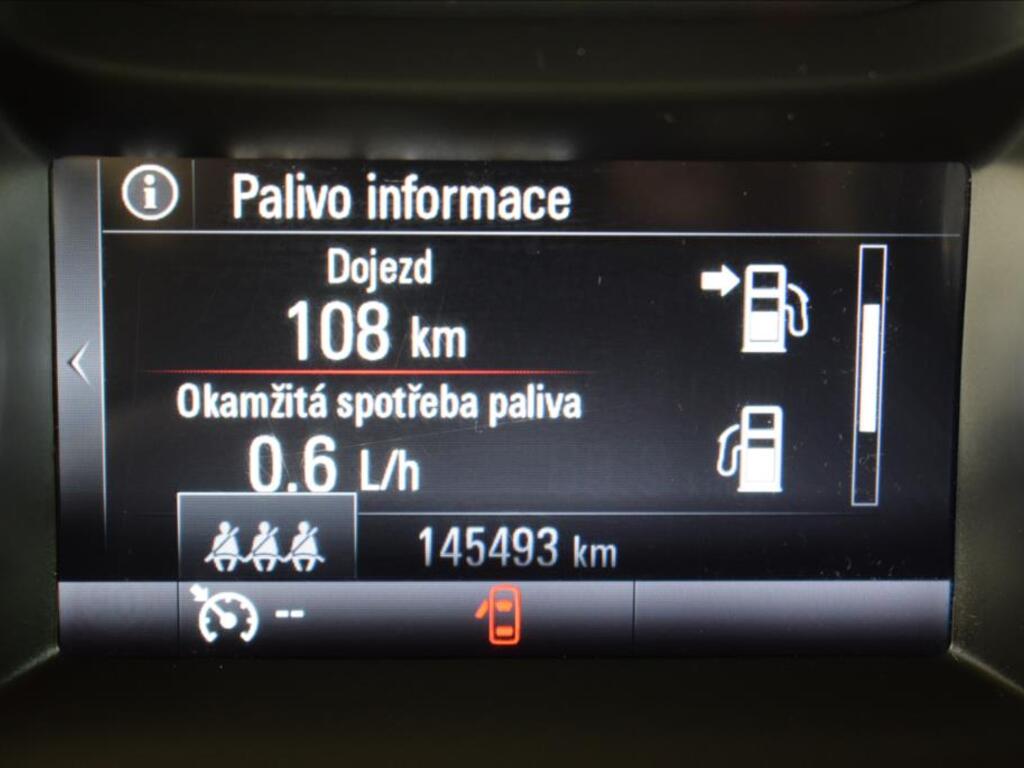 Palivo informace
Dojezd
108 km
Okamžitá spotřeba paliva
0.6 L/h
145493 km
--